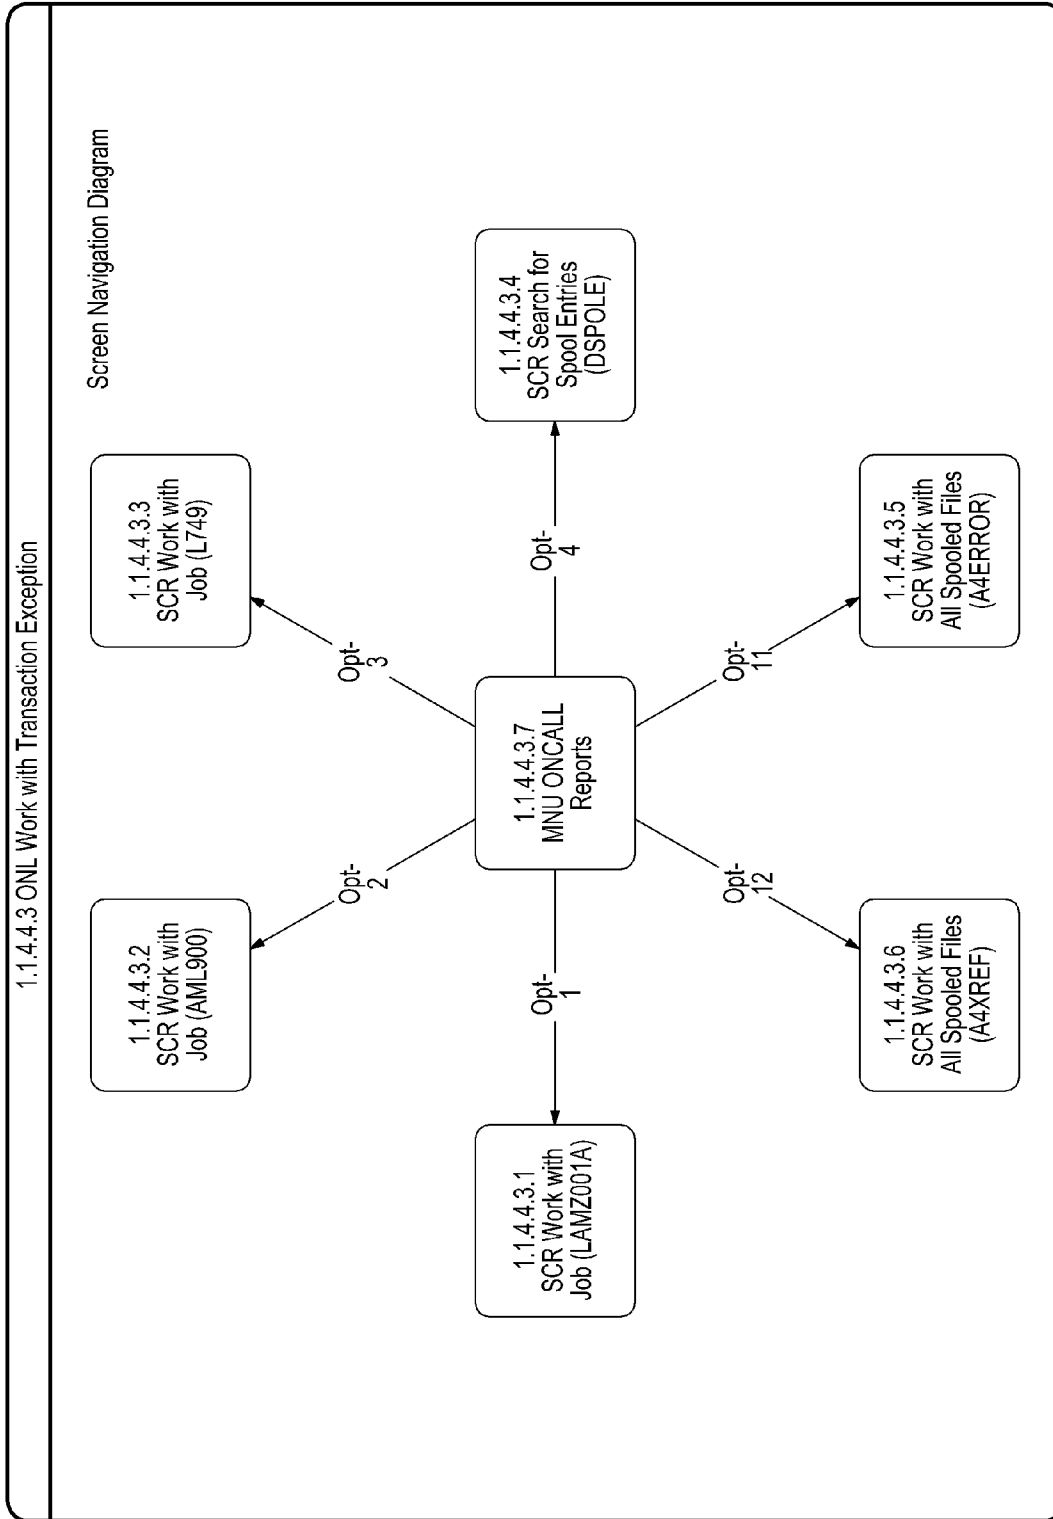 1.1.4.4.3 ONL Work with Transaction Exception
Screen Navigation Diagram
1.1.4.4.3.2
SCR Work with
Job (AML900)
1.1.4.4.3.3
SCR Work with
Job (L749)
Opt-
2
Opt-
3
1.1.4.4.3.1
SCR Work with
Job (LAMZ001A)
Opt-
1
1.1.4.4.3.7
MNU ONCALL
Reports
Opt-
4
1.1.4.4.3.4
SCR Search for
Spool Entries
(DSPOLE)
Opt-
12
Opt-
11
1.1.4.4.3.6
SCR Work with
All Spooled Files
(A4XREF)
1.1.4.4.3.5
SCR Work with
All Spooled Files
(A4ERROR)